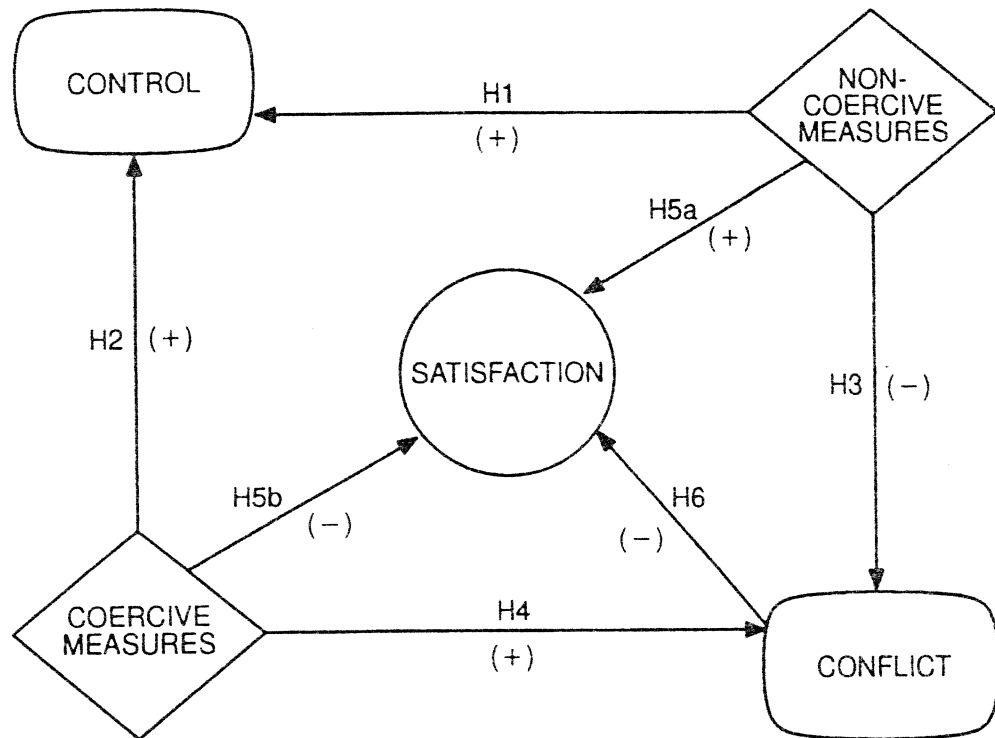 CONTROL
H1
(+)
NON-
COERCIVE
MEASURES
H5a
(+)
H2 (+)
SATISFACTION
H3 (−)
H5b
(−)
H6
(−)
COERCIVE
MEASURES
H4
(+)
CONFLICT